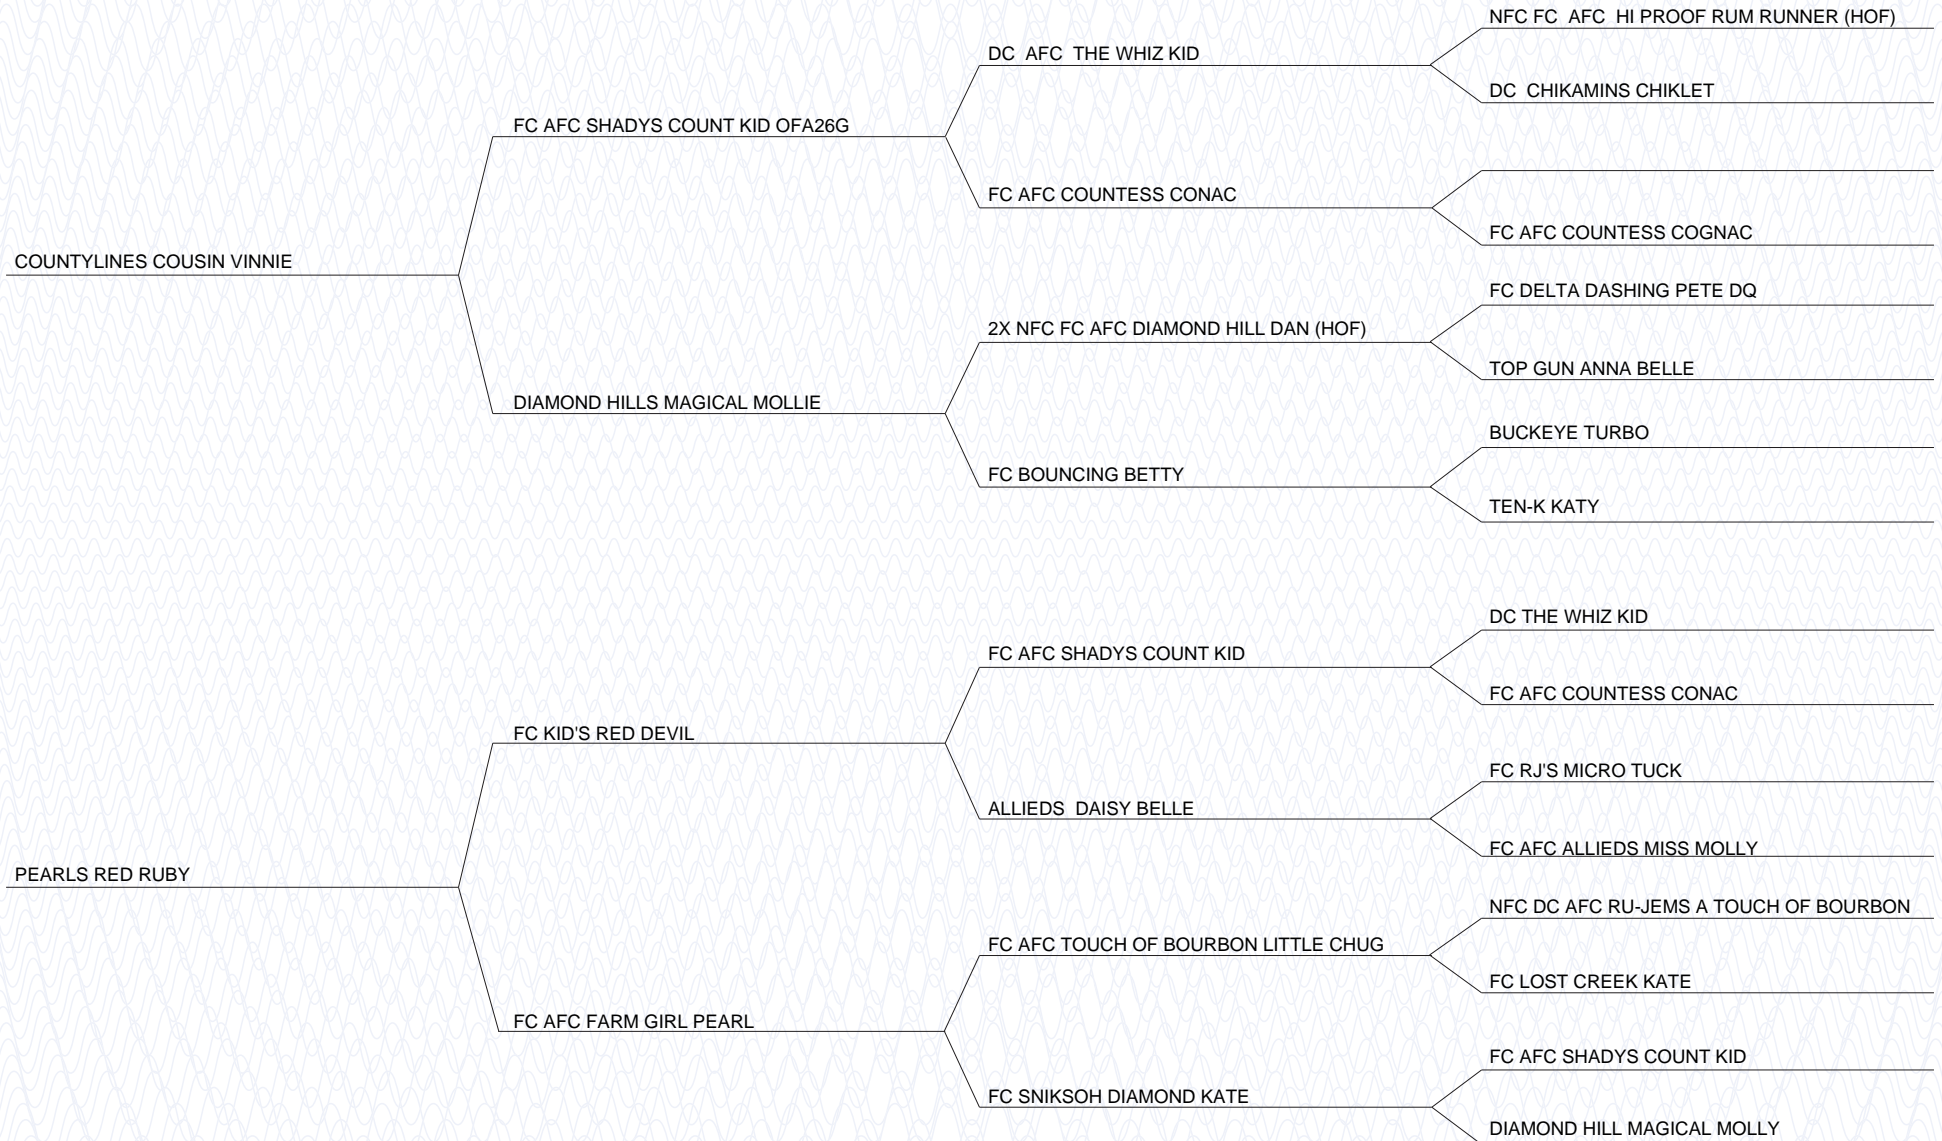 NFC FC  AFC  HI PROOF RUM RUNNER (HOF)
DC  AFC  THE WHIZ KID
DC  CHIKAMINS CHIKLET
FC AFC SHADYS COUNT KID OFA26G
FC AFC COUNTESS CONAC
FC AFC COUNTESS COGNAC
COUNTYLINES COUSIN VINNIE
FC DELTA DASHING PETE DQ
2X NFC FC AFC DIAMOND HILL DAN (HOF)
TOP GUN ANNA BELLE
DIAMOND HILLS MAGICAL MOLLIE
BUCKEYE TURBO
FC BOUNCING BETTY
TEN-K KATY
DC THE WHIZ KID
FC AFC SHADYS COUNT KID
FC AFC COUNTESS CONAC
FC KID'S RED DEVIL
FC RJ'S MICRO TUCK
ALLIEDS  DAISY BELLE
FC AFC ALLIEDS MISS MOLLY
PEARLS RED RUBY
NFC DC AFC RU-JEMS A TOUCH OF BOURBON
FC AFC TOUCH OF BOURBON LITTLE CHUG
FC LOST CREEK KATE
FC AFC FARM GIRL PEARL
FC AFC SHADYS COUNT KID
FC SNIKSOH DIAMOND KATE
DIAMOND HILL MAGICAL MOLLY